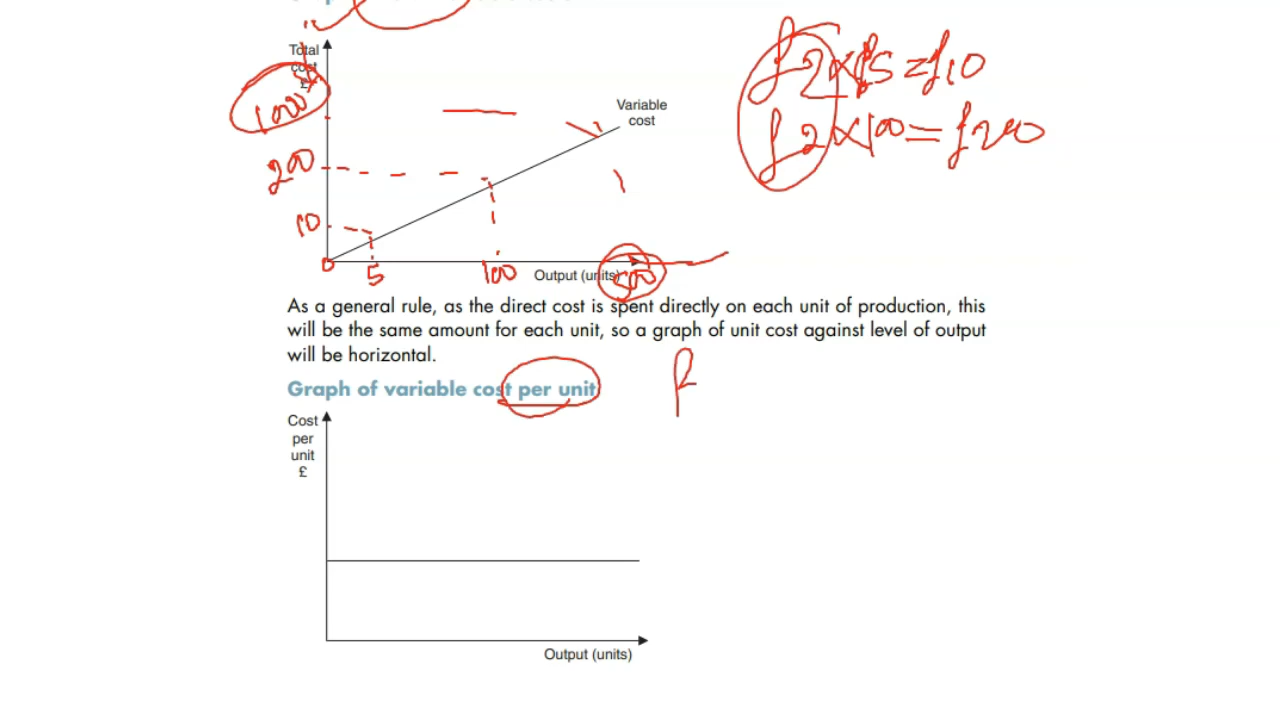 Total
cost
£
1000
200
10
0
5
100
Output (units)
500
Variable
cost
£2x£5=£10
£2x100=£200
As a general rule, as the direct cost is spent directly on each unit of production, this
will be the same amount for each unit, so a graph of unit cost against level of output
will be horizontal.
Graph of variable cost per unit
Cost
per
unit
£
Output (units)